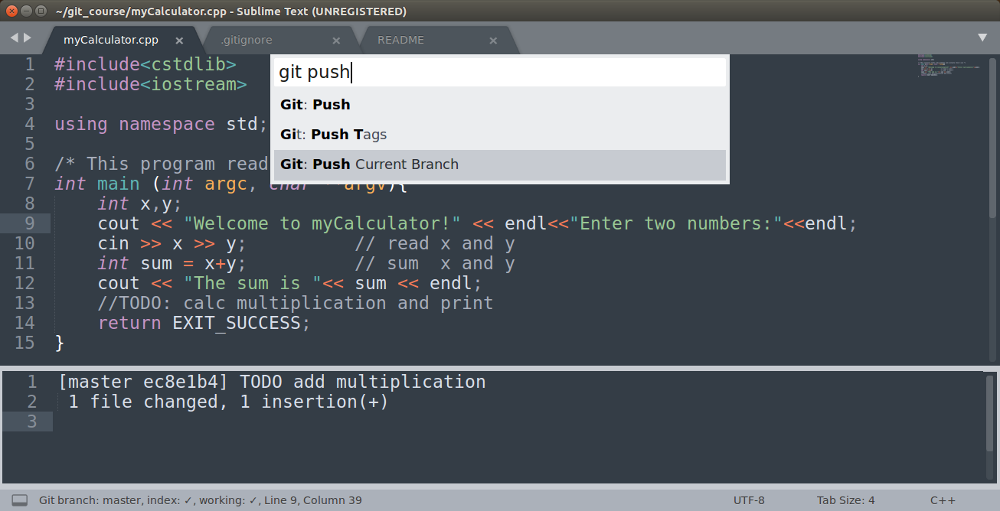 ~/git_course/myCalculator.cpp - Sublime Text (UNREGISTERED)
myCalculator.cpp × .gitignore × README ×
git push
Git: Push
Git: Push Tags
Git: Push Current Branch
1 #include<cstdlib>
2 #include<iostream>
3
4 using namespace std;
5
6 /* This program read
7 int main (int argc, char **argv){
8 int x,y;
9 cout << "Welcome to myCalculator!" << endl<<"Enter two numbers:"<<endl;
10 cin >> x >> y; // read x and y
11 int sum = x+y; // sum  x and y
12 cout << "The sum is "<< sum << endl;
13 //TODO: calc multiplication and print
14 return EXIT_SUCCESS;
15 }
1 [master ec8e1b4] TODO add multiplication
2 1 file changed, 1 insertion(+)
3
Git branch: master, index: ✓, working: ✓, Line 9, Column 39 UTF-8 Tab Size: 4 C++